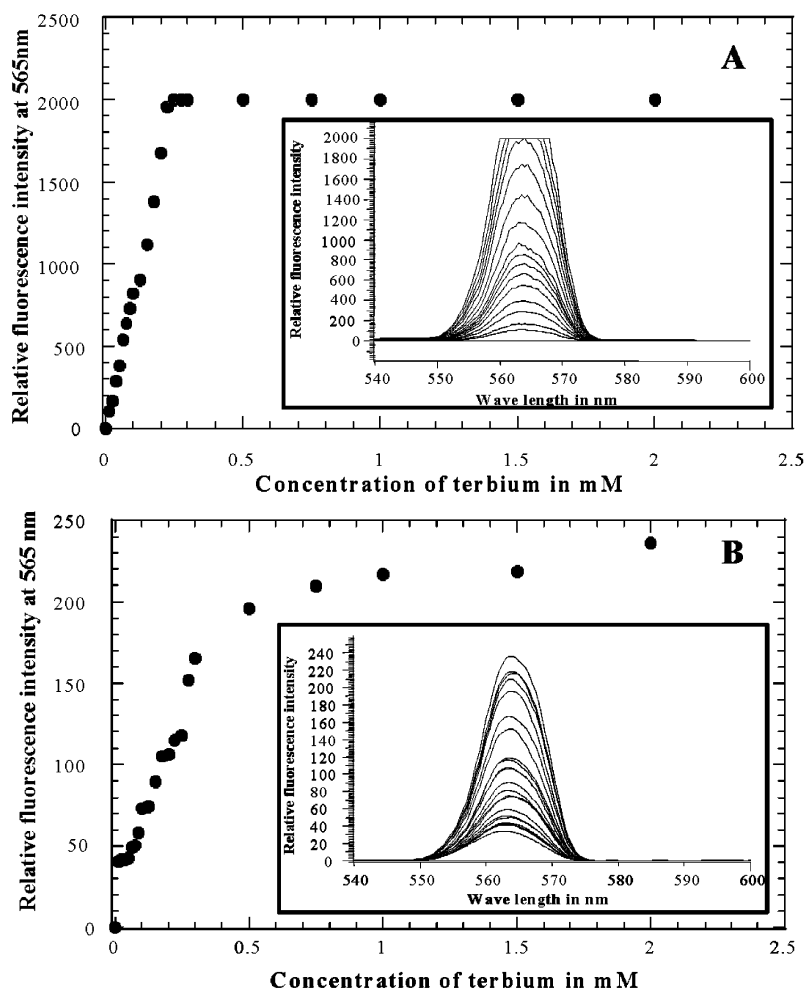 A
Relative fluorescence intensity at 565nm
2500
2000
1500
1000
500
0
0 0.5 1 1.5 2 2.5
Concentration of terbium in mM
Relative fluorescence intensity
2000
1800
1600
1400
1200
1000
800
600
400
200
0
540 550 560 570 580 590 600
Wave length in nm
B
Relative fluorescence intensity at 565 nm
250
200
150
100
50
0
0 0.5 1 1.5 2 2.5
Concentration of terbium in mM
Relative fluorescence intensity
240
220
200
180
160
140
120
100
80
60
40
20
0
540 550 560 570 580 590 600
Wave length in nm